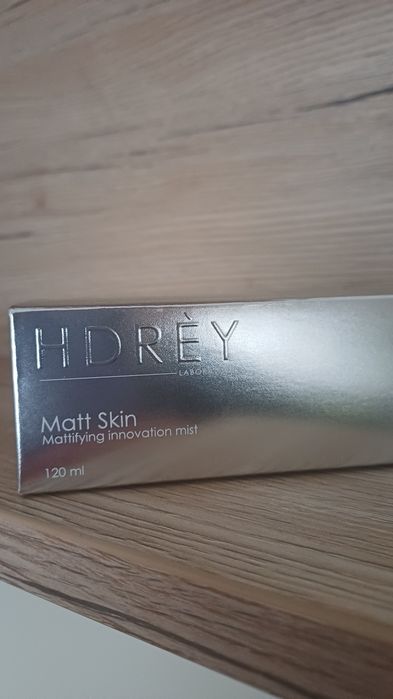 HDRÈY
Matt Skin
Mattifying innovation mist
120 ml